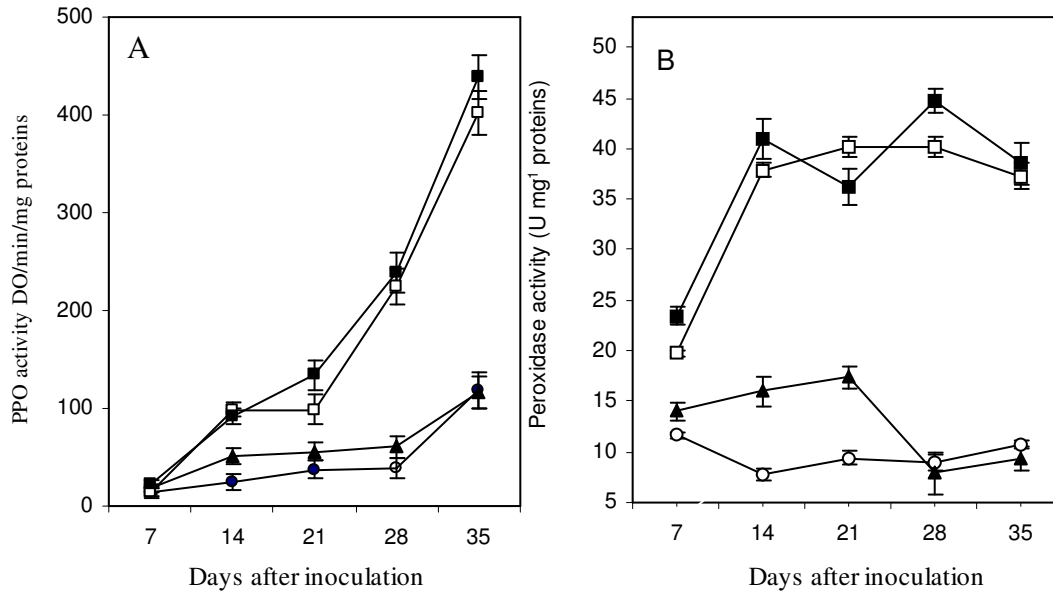 A
PPO activity DO/min/mg proteins
500
400
300
200
100
0
7 14 21 28 35
Days after inoculation
B
Peroxidase activity (U mg¹ proteins)
50
45
40
35
30
25
20
15
10
5
7 14 21 28 35
Days after inoculation